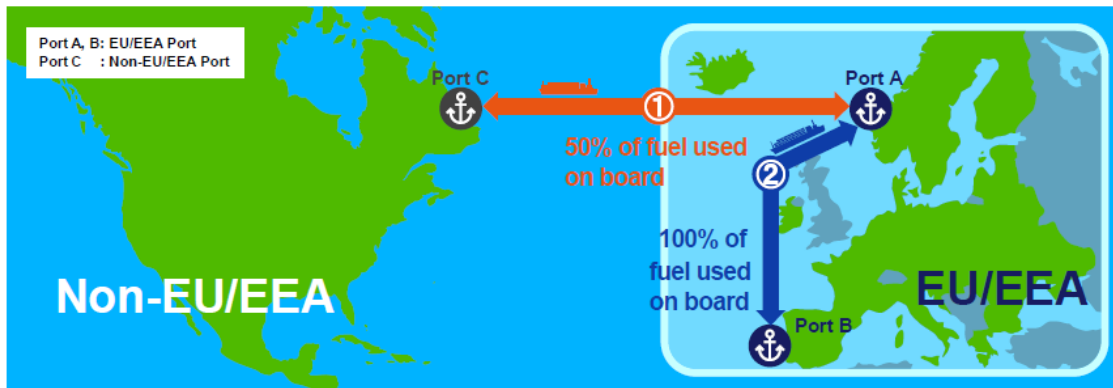 Port A, B: EU/EEA Port
Port C : Non-EU/EEA Port
Port C
Port A
1
50% of fuel used
on board
2
100% of
fuel used
on board
Non-EU/EEA
EU/EEA
Port B